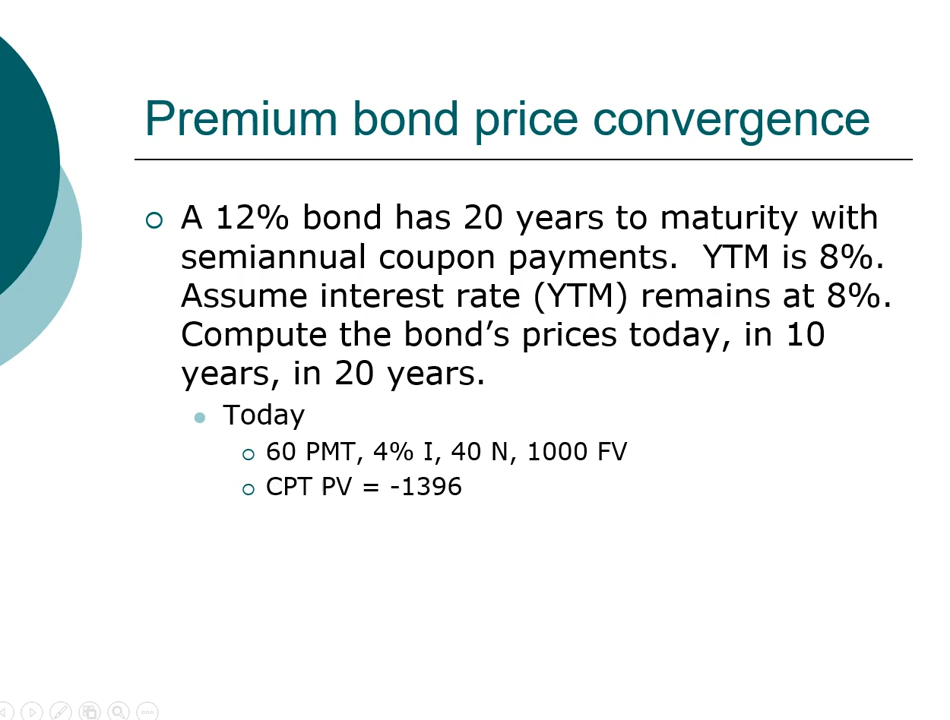 Premium bond price convergence
A 12% bond has 20 years to maturity with
semiannual coupon payments.  YTM is 8%.
Assume interest rate (YTM) remains at 8%.
Compute the bond's prices today, in 10
years, in 20 years.
Today
60 PMT, 4% I, 40 N, 1000 FV
CPT PV = -1396